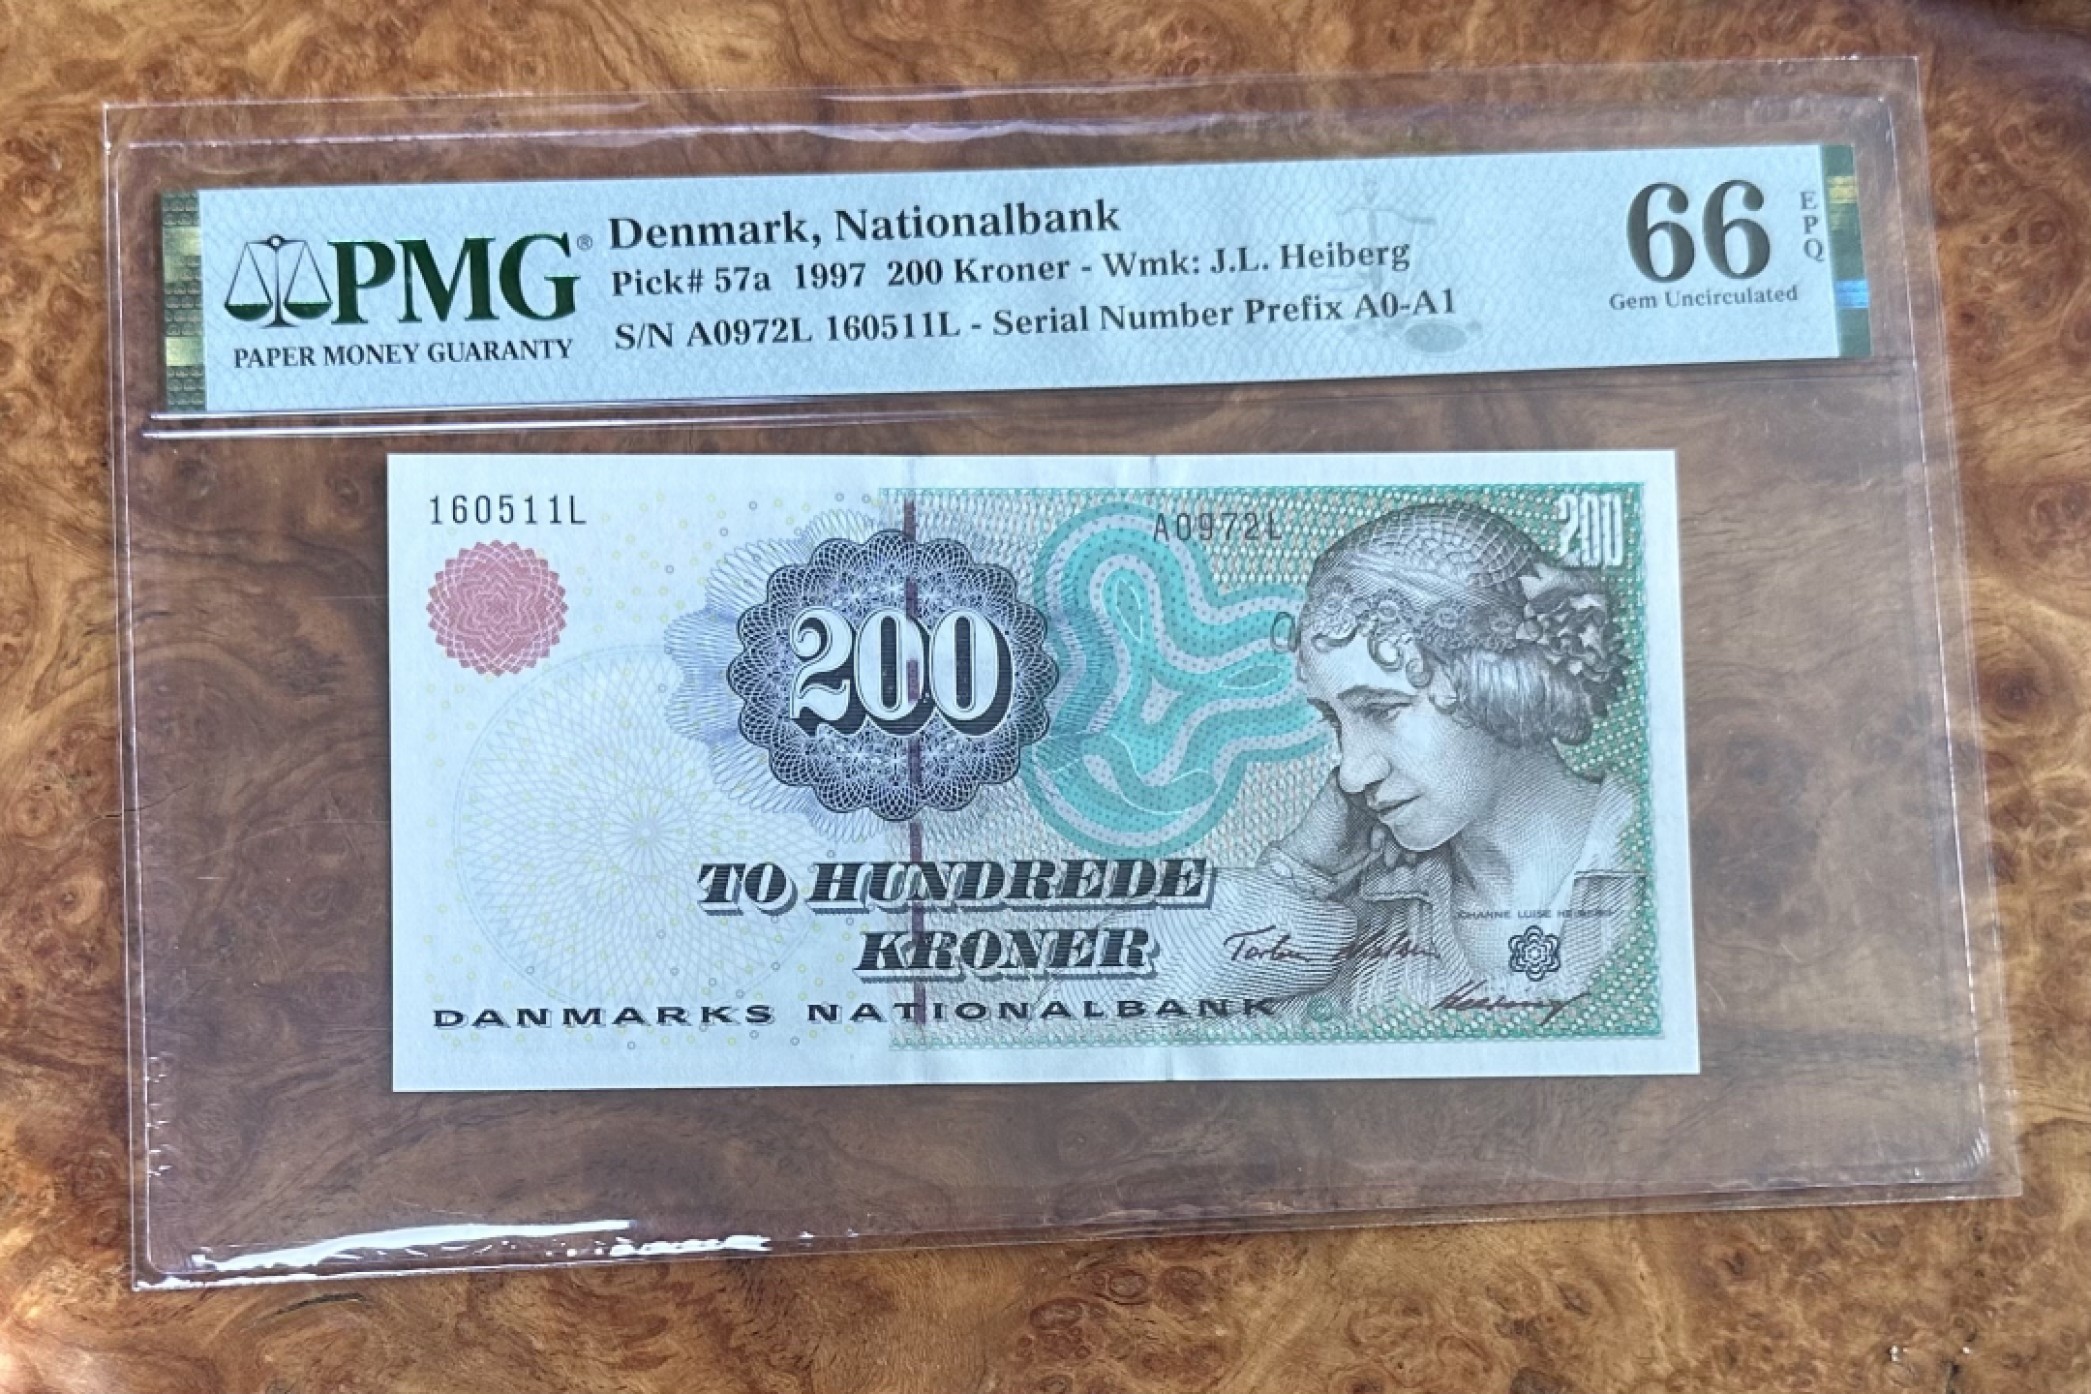 PMG®
PAPER MONEY GUARANTY
Denmark, Nationalbank
Pick# 57a 1997 200 Kroner - Wmk: J.L. Heiberg
S/N A0972L 160511L - Serial Number Prefix A0-A1
66
EPQ
Gem Uncirculated
160511L
A0972L
200
200
TO HUNDREDE
KRONER
JOHANNE LUISE HEIBERG
DANMARKS NATIONALBANK